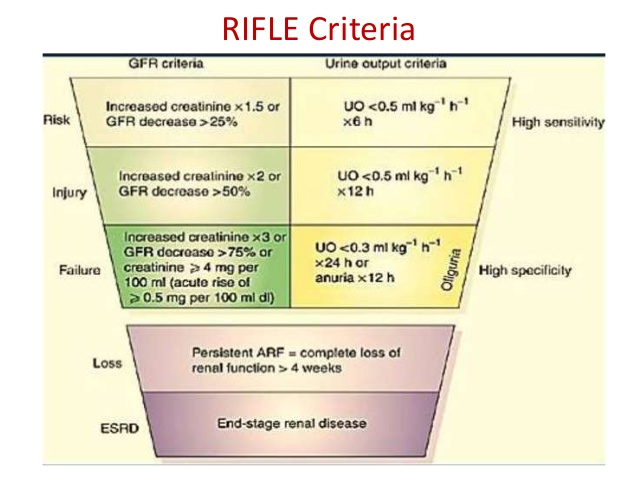 RIFLE Criteria
GFR criteria
Urine output criteria
Risk
Increased creatinine ×1.5 or
GFR decrease >25%
UO <0.5 ml kg⁻¹ h⁻¹
×6 h
High sensitivity
Injury
Increased creatinine ×2 or
GFR decrease >50%
UO <0.5 ml kg⁻¹ h⁻¹
×12 h
Failure
Increased creatinine ×3 or
GFR decrease >75% or
creatinine ⩾ 4 mg per
100 ml (acute rise of
⩾ 0.5 mg per 100 ml dl)
UO <0.3 ml kg⁻¹ h⁻¹
×24 h or
anuria ×12 h
Oliguria
High specificity
Loss
Persistent ARF = complete loss of
renal function > 4 weeks
ESRD
End-stage renal disease